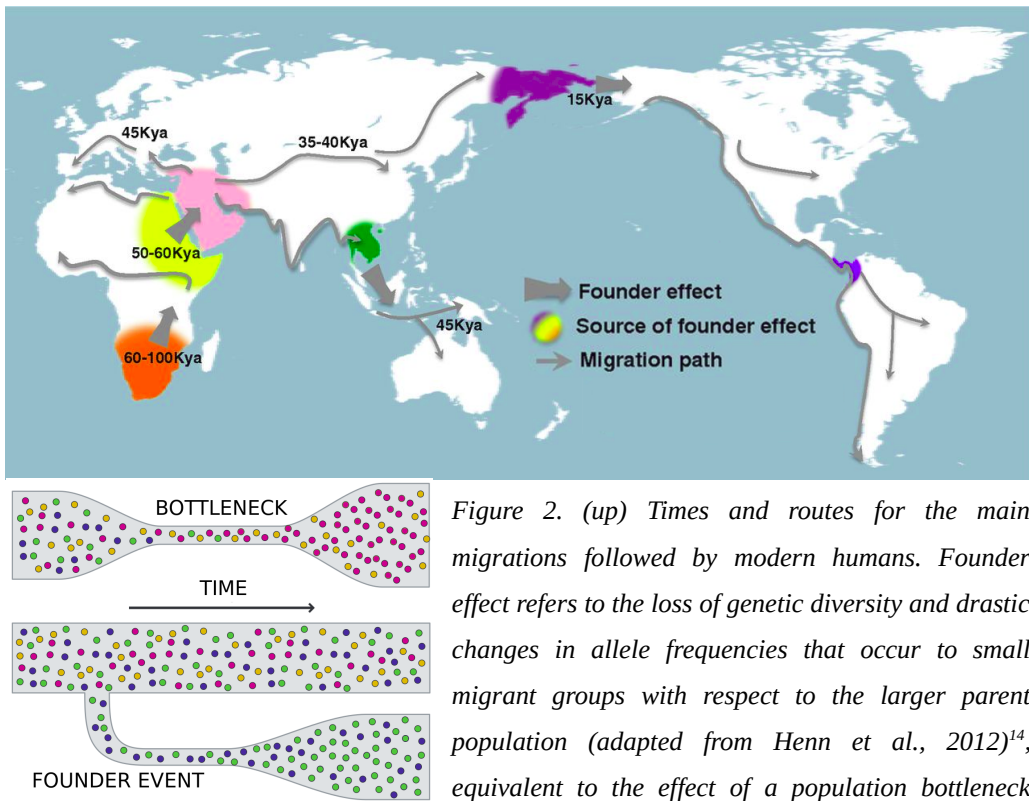 15Kya
45Kya
35-40Kya
50-60Kya
Founder effect
Source of founder effect
45Kya
60-100Kya
Migration path
BOTTLENECK
TIME
FOUNDER EVENT
Figure 2. (up) Times and routes for the main
migrations followed by modern humans. Founder
effect refers to the loss of genetic diversity and drastic
changes in allele frequencies that occur to small
migrant groups with respect to the larger parent
population (adapted from Henn et al., 2012)14,
equivalent to the effect of a population bottleneck